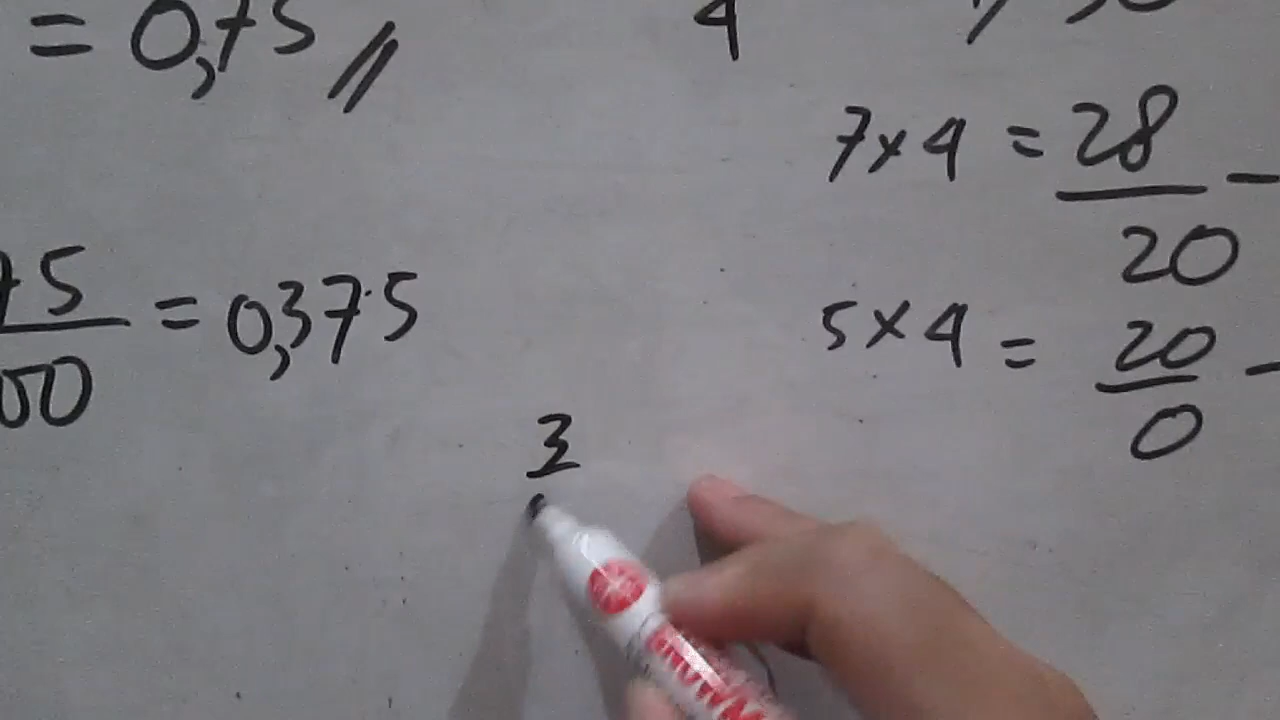 = 0,75 //
4
7 x 4 = 28 -
20
75 = 0,375
00
5 x 4 = 20 -
0
3